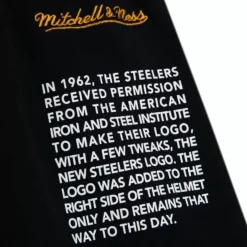 Mitchell & Ness
IN 1962, THE STEELERS
RECEIVED PERMISSION
FROM THE AMERICAN
IRON AND STEEL INSTITUTE
TO MAKE THEIR LOGO,
WITH A FEW TWEAKS, THE
NEW STEELERS LOGO. THE
LOGO WAS ADDED TO THE
RIGHT SIDE OF THE HELMET
ONLY AND REMAINS THAT
WAY TO THIS DAY.